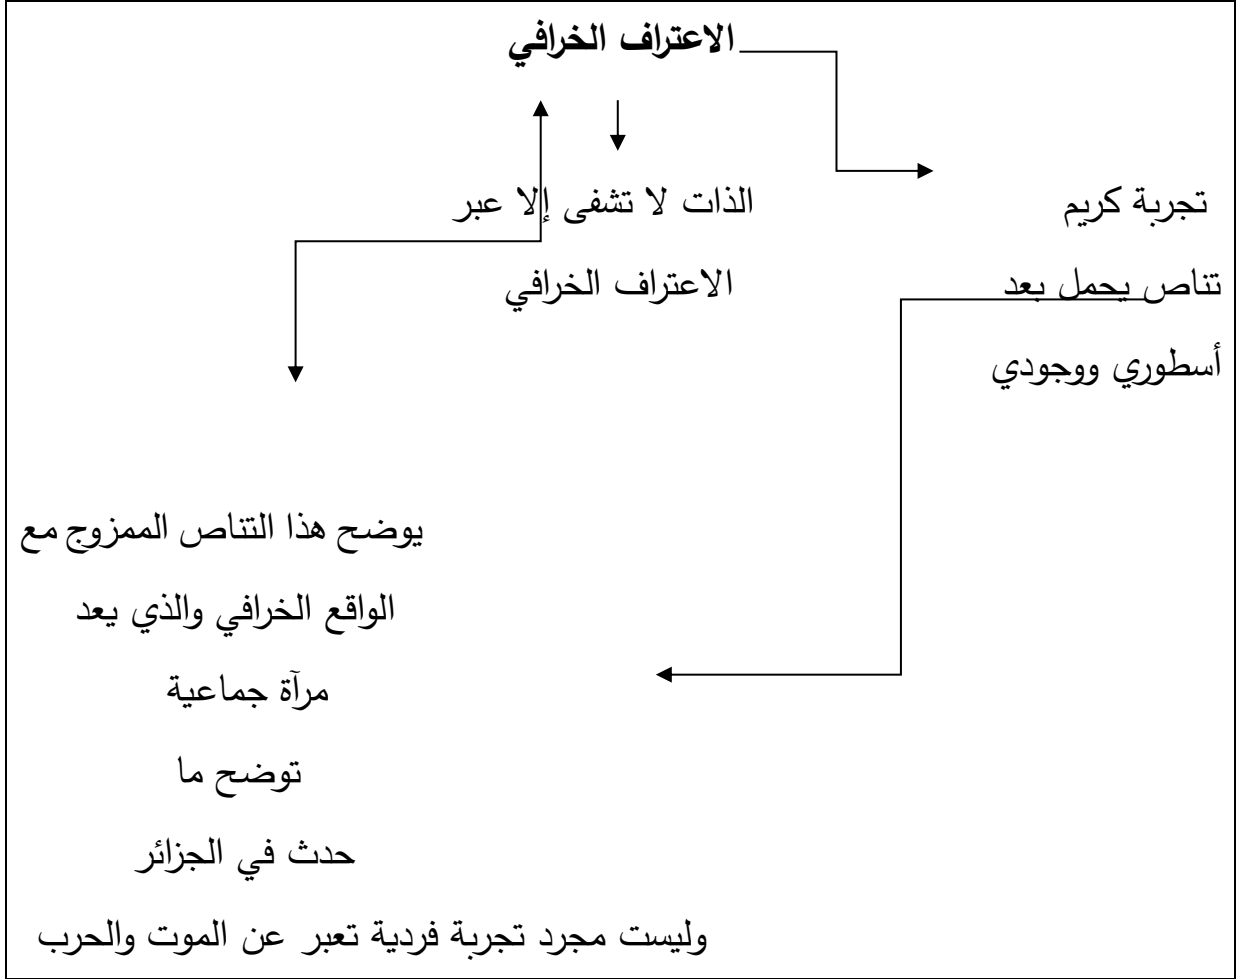 الاعتراف الخرافي
تجربة كريم
تناص يحمل بعد
أسطوري ووجودي
الذات لا تشفى إلا عبر
الاعتراف الخرافي
يوضح هذا التناص الممزوج مع
الواقع الخرافي والذي يعد
مرآة جماعية
توضح ما
حدث في الجزائر
وليست مجرد تجربة فردية تعبر عن الموت والحرب